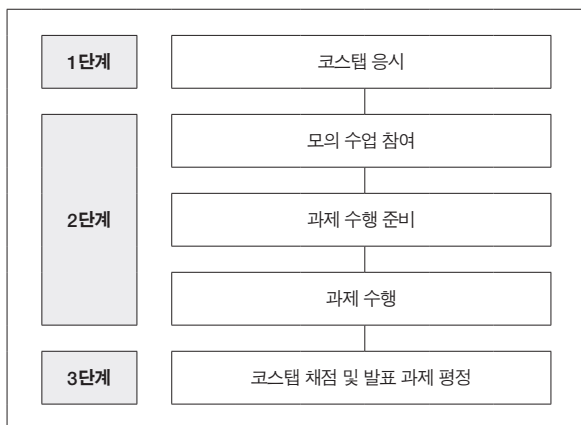 1단계
코스탭 응시
모의 수업 참여
2단계
과제 수행 준비
과제 수행
3단계
코스탭 채점 및 발표 과제 평정